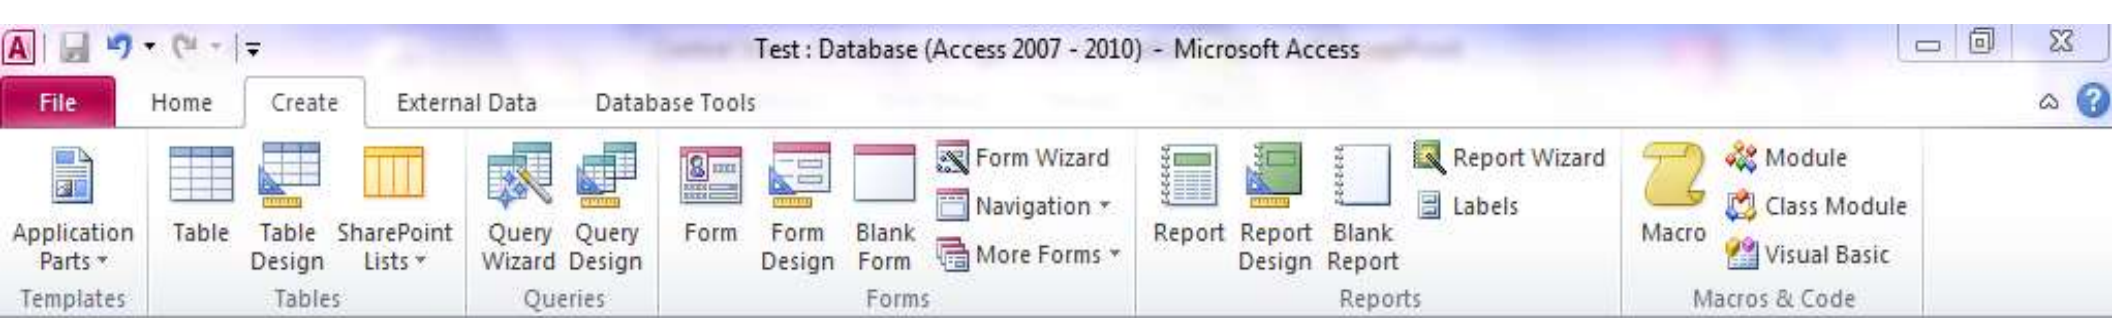 A
Test : Database (Access 2007 - 2010) - Microsoft Access
File Home Create External Data Database Tools
?
Application Parts
Table
Table Design
SharePoint Lists
Query Wizard
Query Design
Form
Form Design
Blank Form
Form Wizard
Navigation
More Forms
Report
Report Design
Blank Report
Report Wizard
Labels
Macro
Module
Class Module
Visual Basic
Templates Tables Queries Forms Reports Macros & Code